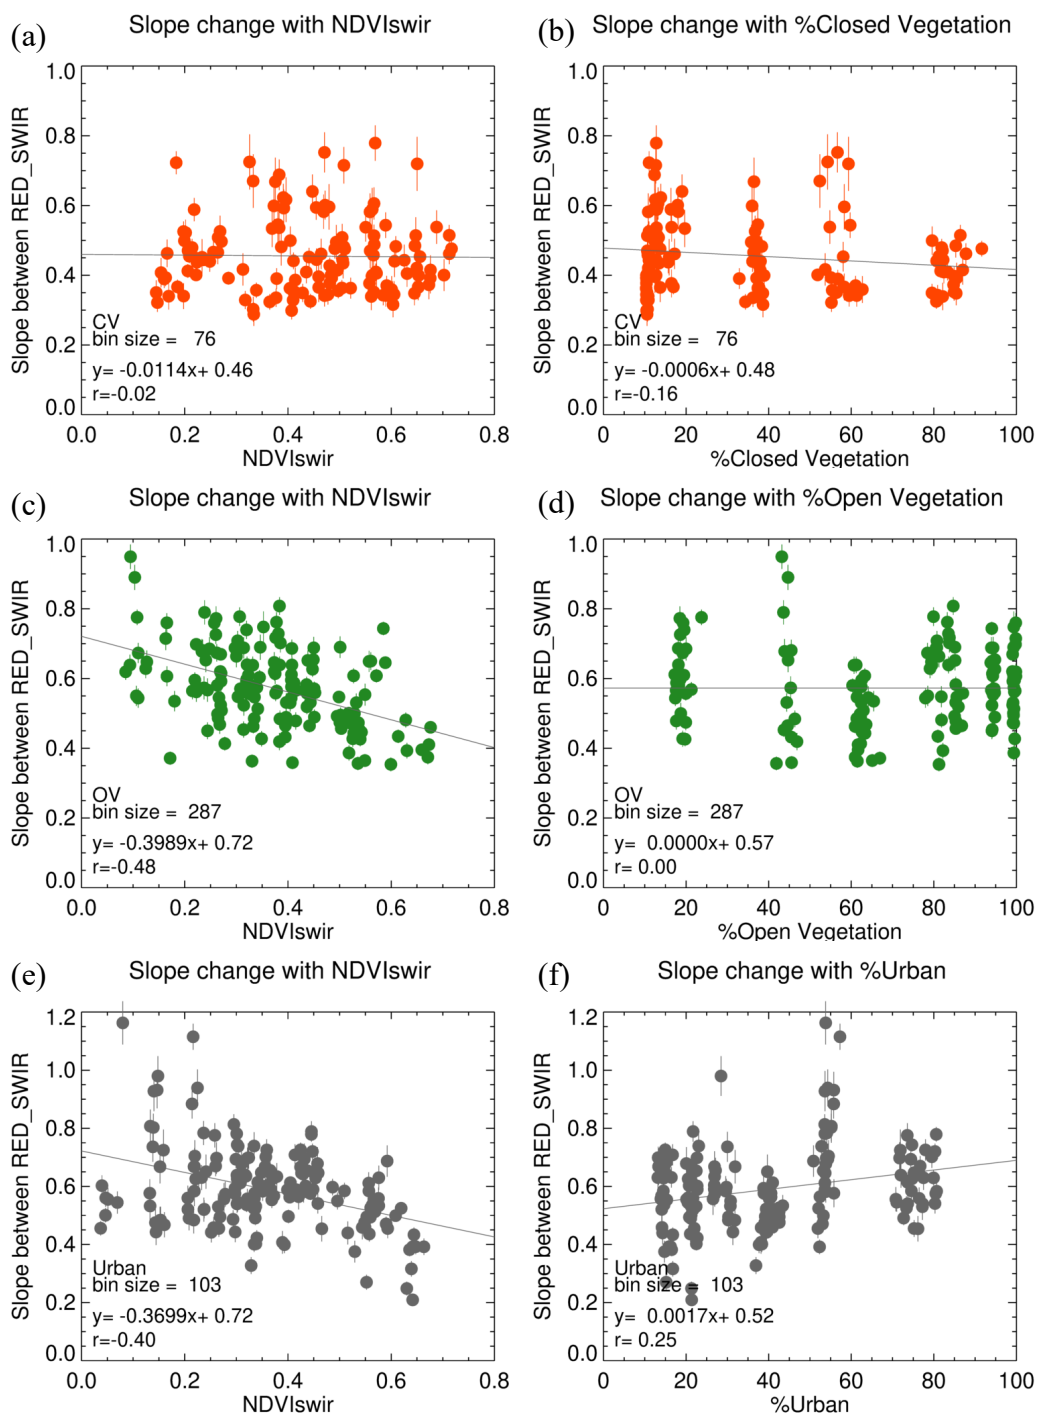 (a) Slope change with NDVIswir
Slope between RED_SWIR
1.0
0.8
0.6
0.4
0.2
0.0
CV
bin size = 76
y= -0.0114x+ 0.46
r=-0.02
0.0 0.2 0.4 0.6 0.8
NDVIswir
(b) Slope change with %Closed Vegetation
Slope between RED_SWIR
1.0
0.8
0.6
0.4
0.2
0.0
CV
bin size = 76
y= -0.0006x+ 0.48
r=-0.16
0 20 40 60 80 100
%Closed Vegetation
(c) Slope change with NDVIswir
Slope between RED_SWIR
1.0
0.8
0.6
0.4
0.2
0.0
OV
bin size = 287
y= -0.3989x+ 0.72
r=-0.48
0.0 0.2 0.4 0.6 0.8
NDVIswir
(d) Slope change with %Open Vegetation
Slope between RED_SWIR
1.0
0.8
0.6
0.4
0.2
0.0
OV
bin size = 287
y= 0.0000x+ 0.57
r= 0.00
0 20 40 60 80 100
%Open Vegetation
(e) Slope change with NDVIswir
Slope between RED_SWIR
1.2
1.0
0.8
0.6
0.4
0.2
0.0
Urban
bin size = 103
y= -0.3699x+ 0.72
r=-0.40
0.0 0.2 0.4 0.6 0.8
NDVIswir
(f) Slope change with %Urban
Slope between RED_SWIR
1.2
1.0
0.8
0.6
0.4
0.2
0.0
Urban
bin size = 103
y= 0.0017x+ 0.52
r= 0.25
0 20 40 60 80 100
%Urban